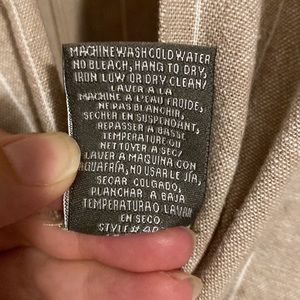 MACHINE WASH COLD WATER
NO BLEACH, HANG TO DRY,
IRON LOW OR DRY CLEAN/
LAVER A LA
MACHINE A L'EAU FROIDE,
NE PAS BLANCHIR,
SECHER EN SUSPENDANT,
REPASSER A BASSE
TEMPERATURE OU
NETTOYER A SEC/
LAVAR A MAQUINA CON
AGUAFRIA, NO USAR LEJIA,
SECAR COLGADO,
PLANCHAR A BAJA
TEMPERATURA O LAVAR
EN SECO.
STYLE#